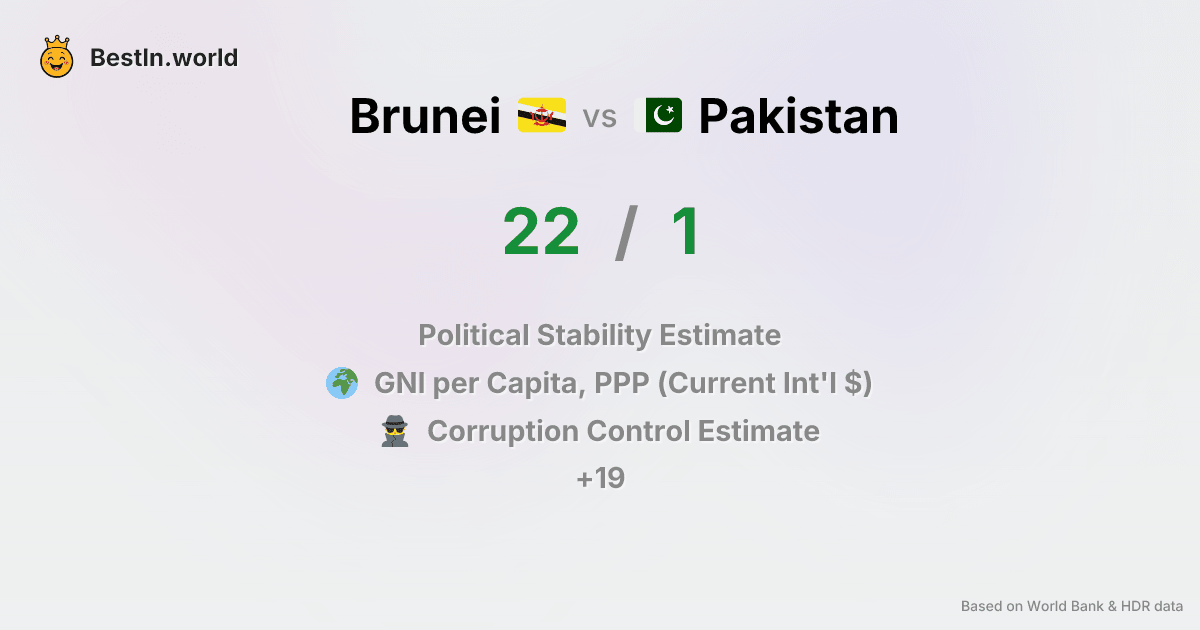 BestIn.world
Brunei vs Pakistan
22 / 1
Political Stability Estimate
GNI per Capita, PPP (Current Int'l $)
Corruption Control Estimate
+19
Based on World Bank & HDR data